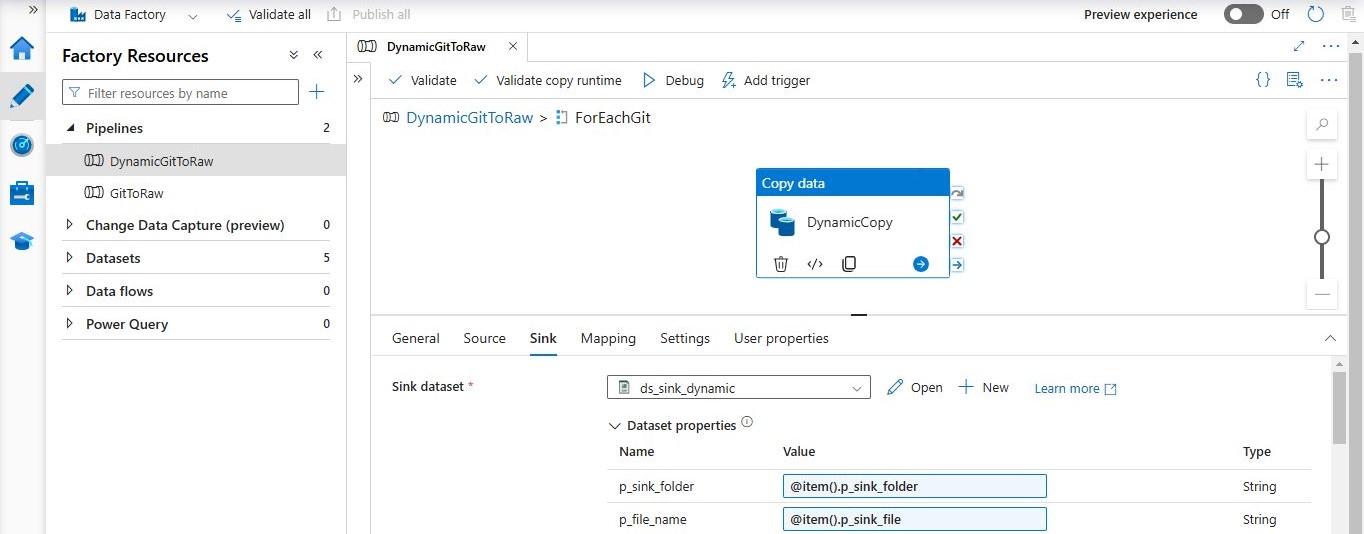 Data Factory
Validate all
Publish all
Preview experience
Off
Factory Resources
Filter resources by name
Pipelines 2
DynamicGitToRaw
GitToRaw
Change Data Capture (preview) 0
Datasets 5
Data flows 0
Power Query 0
DynamicGitToRaw
Validate
Validate copy runtime
Debug
Add trigger
DynamicGitToRaw > ForEachGit
Copy data
DynamicCopy
General
Source
Sink
Mapping
Settings
User properties
Sink dataset *
ds_sink_dynamic
Open
New
Learn more
Dataset properties
Name Value Type
p_sink_folder @item().p_sink_folder String
p_file_name @item().p_sink_file String